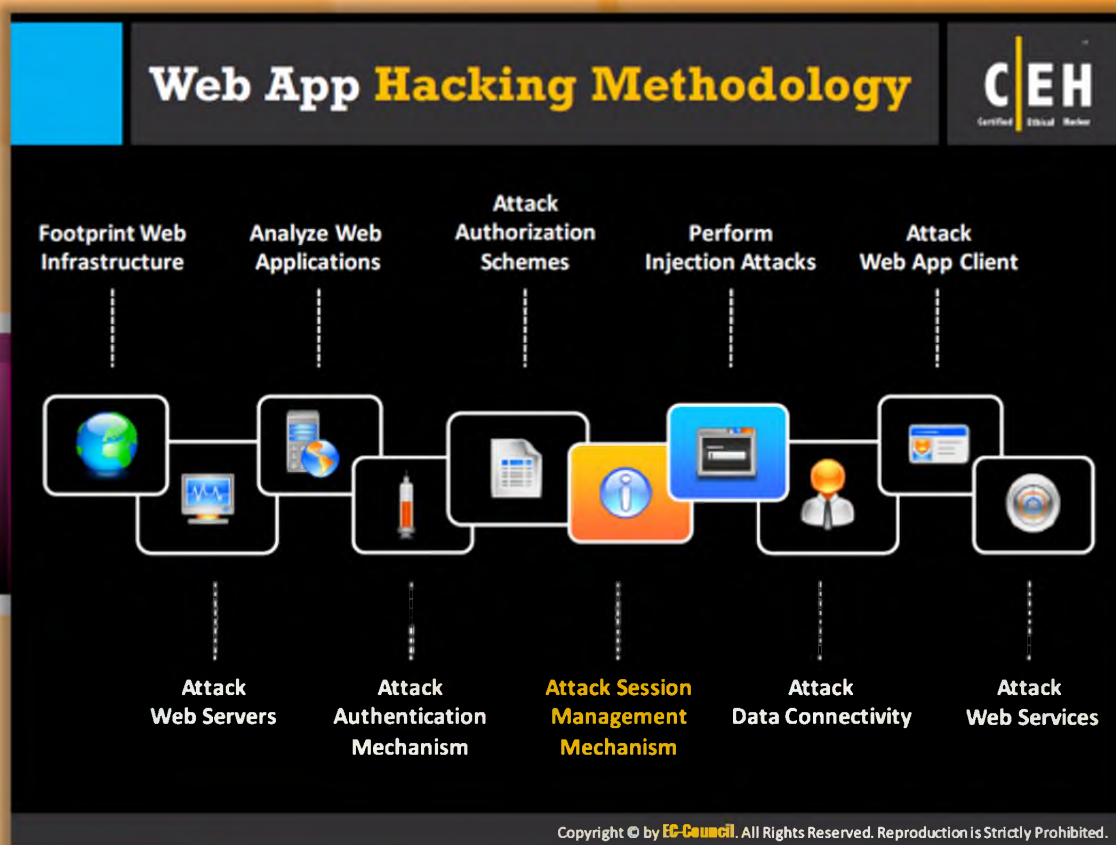 Web App Hacking Methodology
C|EH
Certified Ethical Hacker
Footprint Web
Infrastructure
Analyze Web
Applications
Attack
Authorization
Schemes
Perform
Injection Attacks
Attack
Web App Client
Attack
Web Servers
Attack
Authentication
Mechanism
Attack Session
Management
Mechanism
Attack
Data Connectivity
Attack
Web Services
Copyright © by EC-Council. All Rights Reserved. Reproduction is Strictly Prohibited.